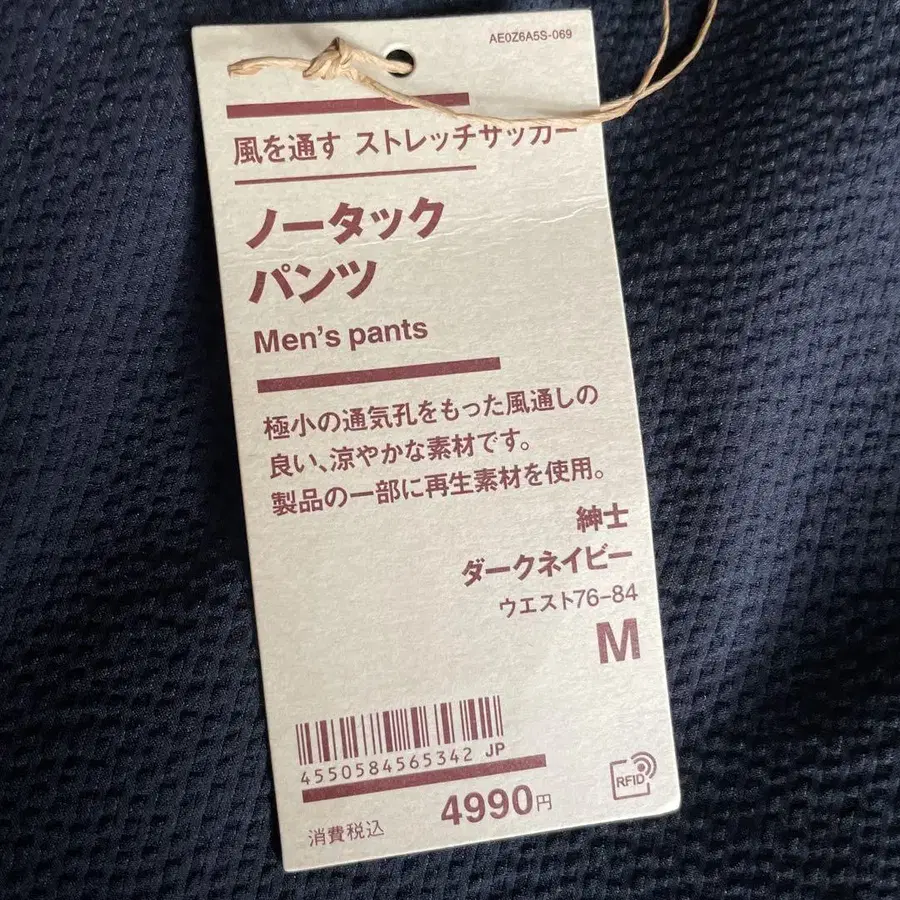 AE0Z6A5S-069
風を通す ストレッチサッカー
ノータック
パンツ
Men's pants
極小の通気孔をもった風通しの
良い、涼やかな素材です。
製品の一部に再生素材を使用。
紳士
ダークネイビー
ウエスト76-84
M
4550584565342 JP
4990円
消費税込
RFID